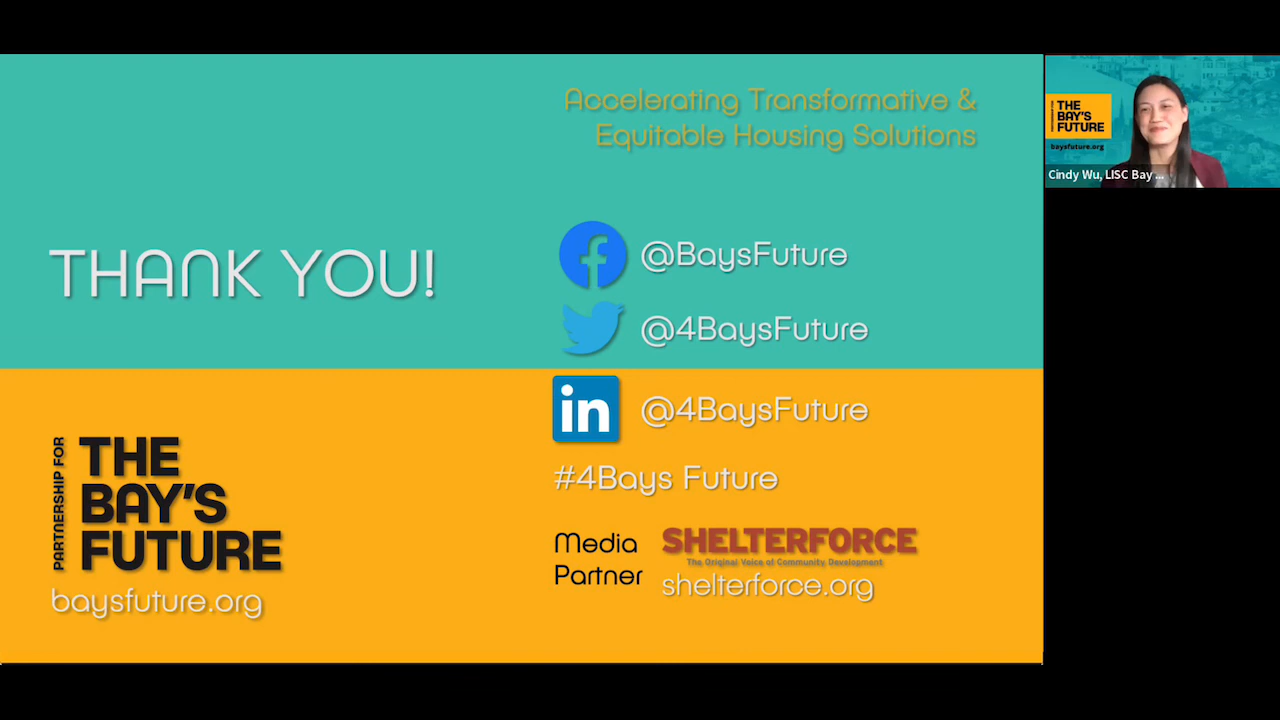 Accelerating Transformative &
Equitable Housing Solutions
THANK YOU!
@BaysFuture
@4BaysFuture
in
@4BaysFuture
#4Bays Future
PARTNERSHIP FOR
THE
BAY'S
FUTURE
baysfuture.org
Media
Partner
SHELTERFORCE
The Original Voice of Community Development
shelterforce.org
THE
BAY'S
FUTURE
baysfuture.org
Cindy Wu, LISC Bay ...